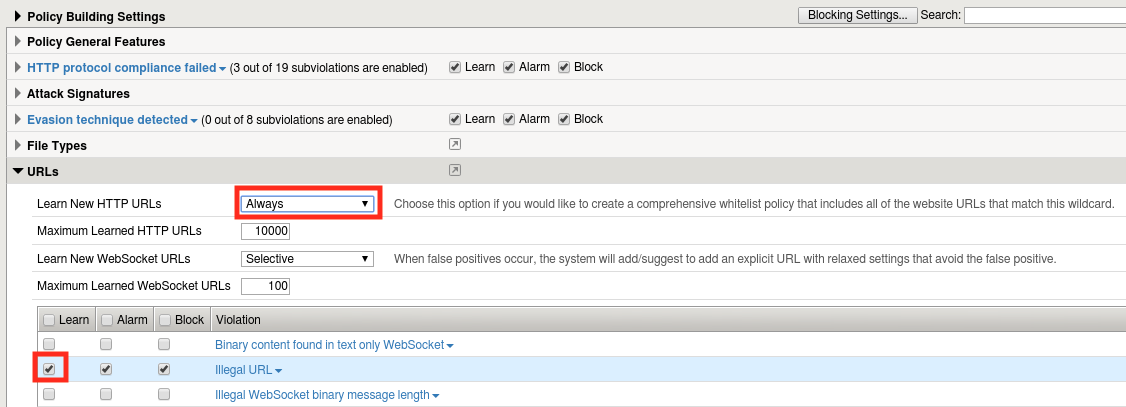 Policy Building Settings Blocking Settings... Search:
Policy General Features
HTTP protocol compliance failed (3 out of 19 subviolations are enabled) Learn Alarm Block
Attack Signatures
Evasion technique detected (0 out of 8 subviolations are enabled) Learn Alarm Block
File Types
URLs
Learn New HTTP URLs Always Choose this option if you would like to create a comprehensive whitelist policy that includes all of the website URLs that match this wildcard.
Maximum Learned HTTP URLs 10000
Learn New WebSocket URLs Selective When false positives occur, the system will add/suggest to add an explicit URL with relaxed settings that avoid the false positive.
Maximum Learned WebSocket URLs 100
Learn Alarm Block Violation
Binary content found in text only WebSocket
Illegal URL
Illegal WebSocket binary message length